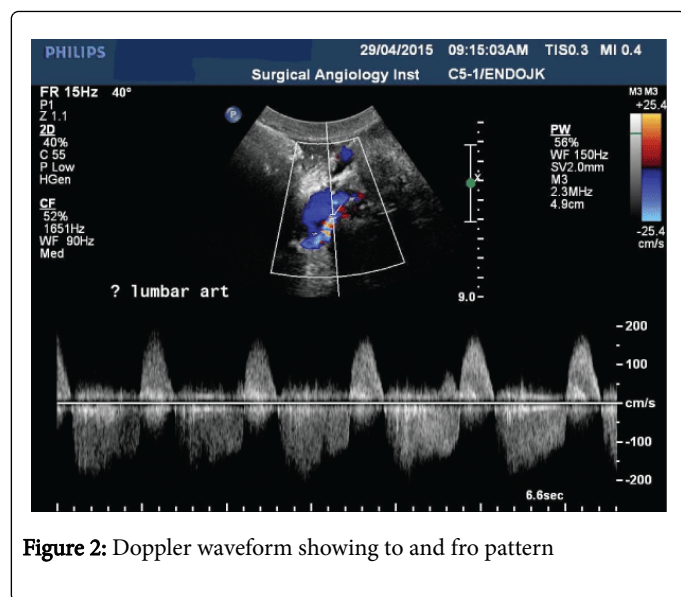 PHILIPS
29/04/2015 09:15:03AM TIS0.3 MI 0.4
Surgical Angiology Inst C5-1/ENDOJK
FR 15Hz 40°
P1
Z 1.1
2D
40%
C 55
P Low
HGen
CF
52%
1651Hz
WF 90Hz
Med
P
PW
56%
WF 150Hz
SV2.0mm
M3
2.3MHz
4.9cm
M3 M3
+25.4
-25.4
cm/s
x
9.0
? lumbar art
200
100
cm/s
-100
-200
6.6sec
Figure 2: Doppler waveform showing to and fro pattern